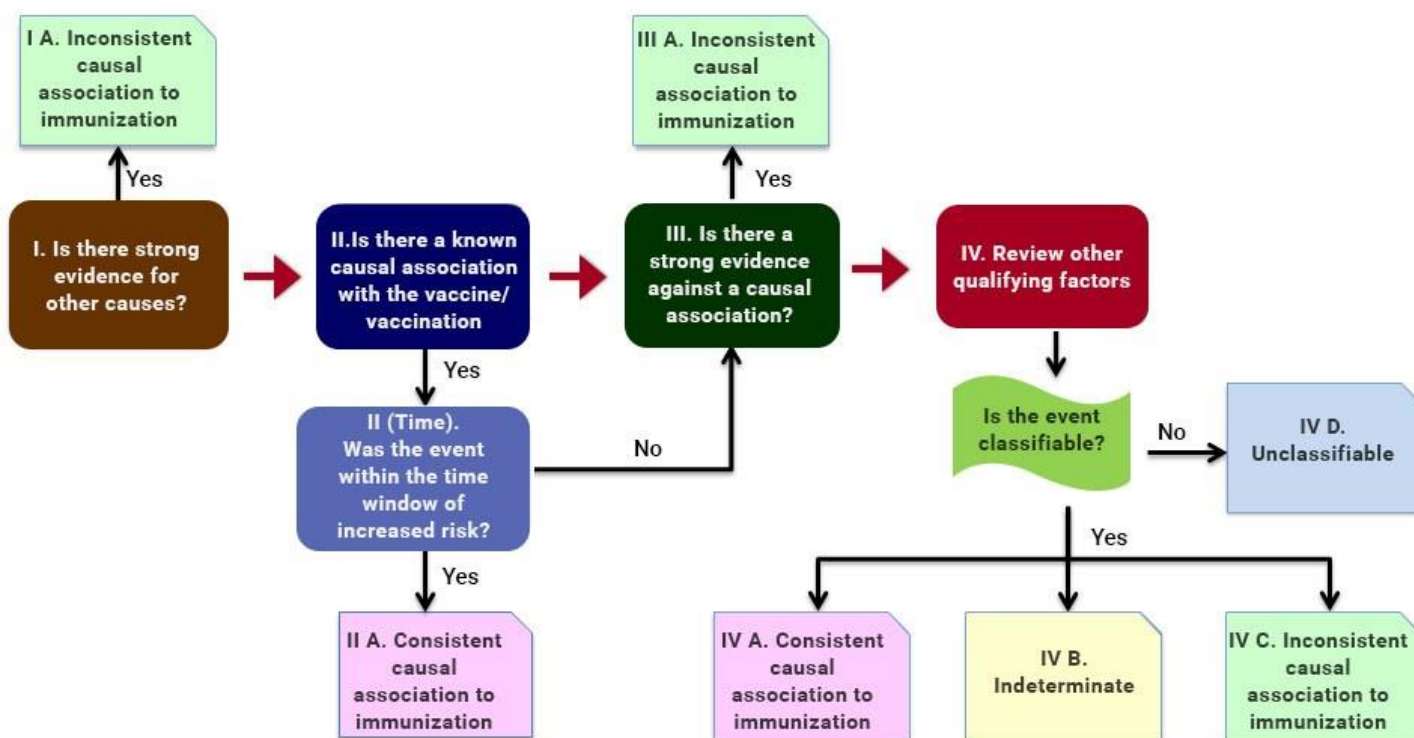 I A. Inconsistent
causal
association to
immunization
III A. Inconsistent
causal
association to
immunization
Yes
Yes
I. Is there strong
evidence for
other causes?
II.Is there a known
causal association
with the vaccine/
vaccination
III. Is there a
strong evidence
against a causal
association?
IV. Review other
qualifying factors
Yes
II (Time).
Was the event
within the time
window of
increased risk?
No
Is the event
classifiable?
No
IV D.
Unclassifiable
Yes
Yes
II A. Consistent
causal
association to
immunization
IV A. Consistent
causal
association to
immunization
IV B.
Indeterminate
IV C. Inconsistent
causal
association to
immunization